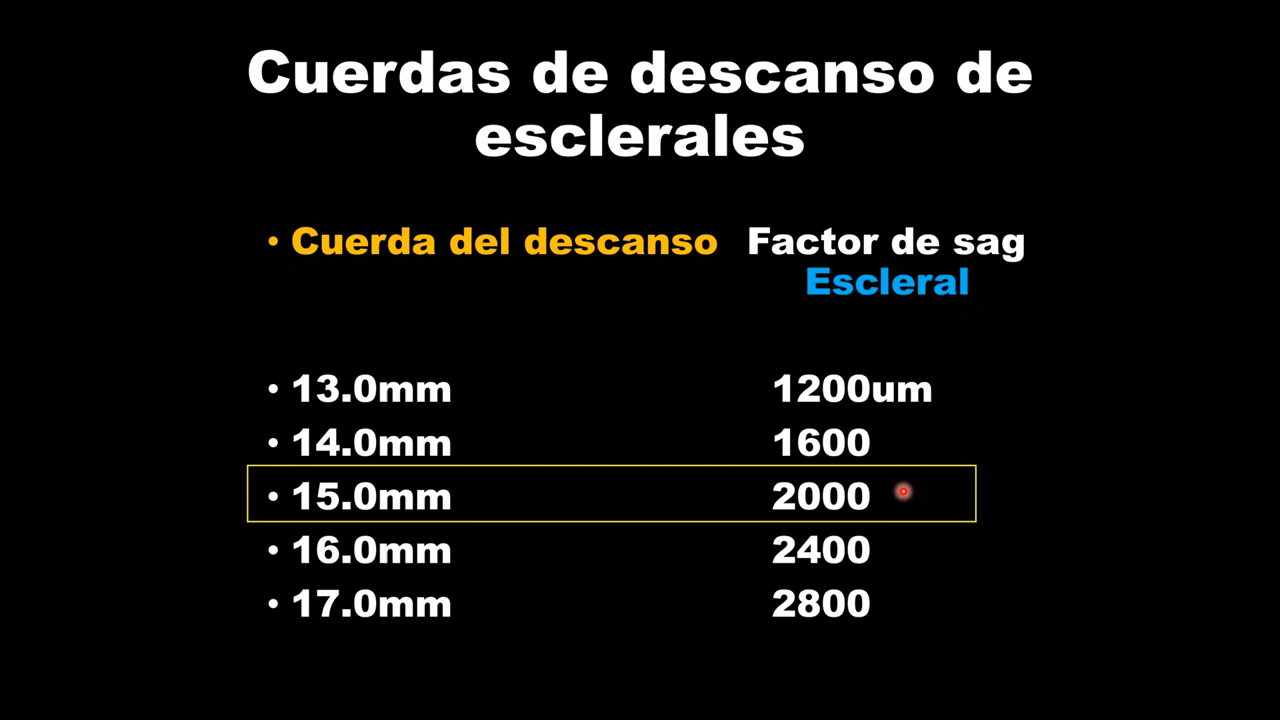 Cuerdas de descanso de
esclerales
• Cuerda del descanso Factor de sag
Escleral
• 13.0mm 1200um
• 14.0mm 1600
• 15.0mm 2000
• 16.0mm 2400
• 17.0mm 2800